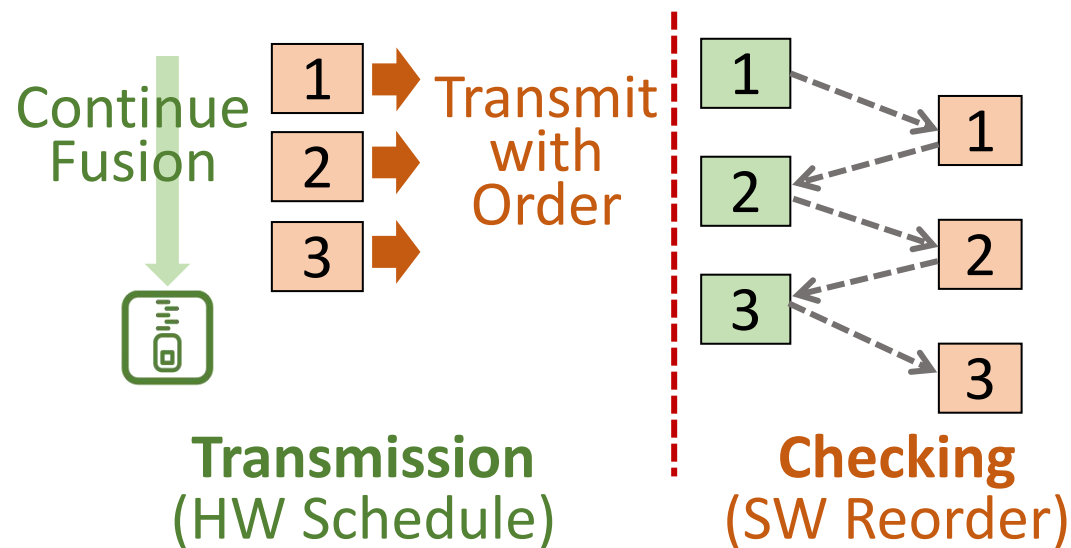 Continue
Fusion
1
2
3
Transmit
with
Order
Transmission
(HW Schedule)
1
1
2
2
3
3
Checking
(SW Reorder)